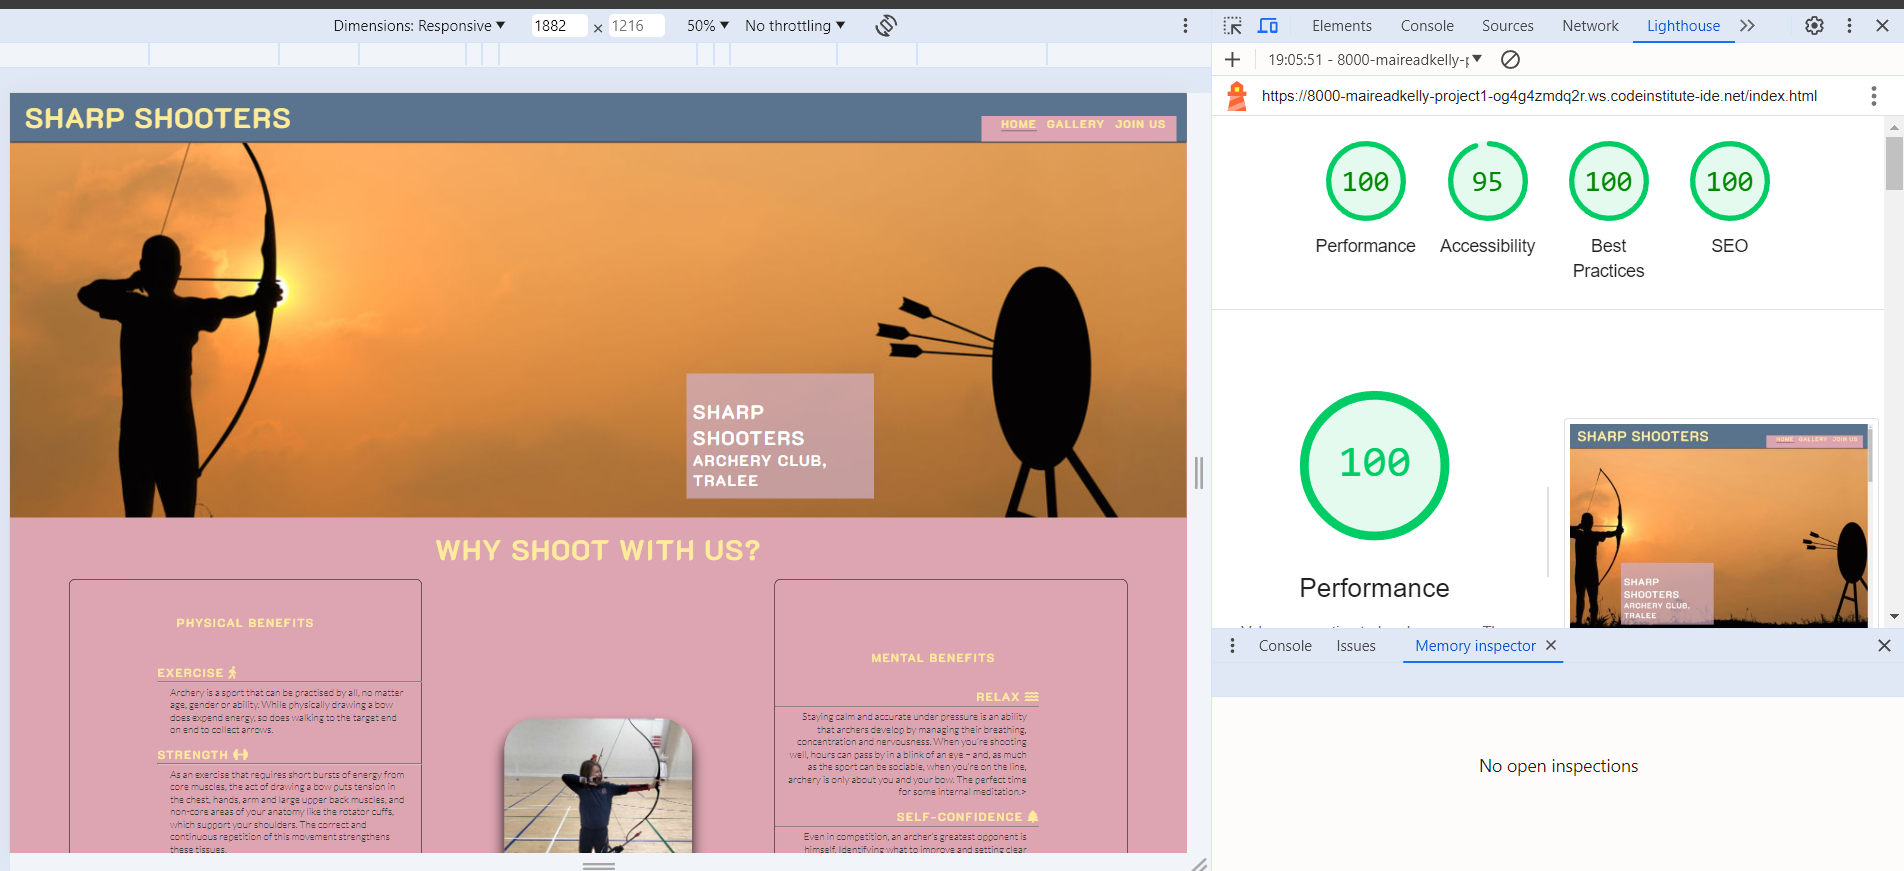 Dimensions: Responsive 1882 × 1216 50% No throttling
SHARP SHOOTERS
HOME GALLERY JOIN US
SHARP
SHOOTERS
ARCHERY CLUB,
TRALEE
WHY SHOOT WITH US?
PHYSICAL BENEFITS
EXERCISE
Archery is a sport that can be practised by all, no matter
age, gender or ability. While physically drawing a bow
does expend energy, so does walking to the target end
on end to collect arrows.
STRENGTH
As an exercise that requires short bursts of energy from
core muscles, the act of drawing a bow puts tension in
the chest, hands, arm and large upper back muscles, and
non-core areas of your anatomy like the rotator cuffs,
which support your shoulders. The correct and
continuous repetition of this movement strengthens
these tissues.
MENTAL BENEFITS
RELAX
Staying calm and accurate under pressure is an ability
that archers develop by managing their breathing,
concentration and nervousness. When you're shooting
well, hours can pass by in a blink of an eye – and, as much
as the sport can be sociable, when you're on the line,
archery is only about you and your bow. The perfect time
for some internal meditation.>
SELF-CONFIDENCE
Even in competition, an archer's greatest opponent is
himself. Identifying what to improve and setting clear
Elements Console Sources Network Lighthouse
19:05:51 - 8000-maireadkelly-p
https://8000-maireadkelly-project1-og4g4zmdq2r.ws.codeinstitute-ide.net/index.html
100 95 100 100
Performance Accessibility Best SEO
Practices
100
Performance
SHARP SHOOTERS
HOME GALLERY JOIN US
SHARP
SHOOTERS
ARCHERY CLUB,
TRALEE
Console Issues Memory inspector
No open inspections